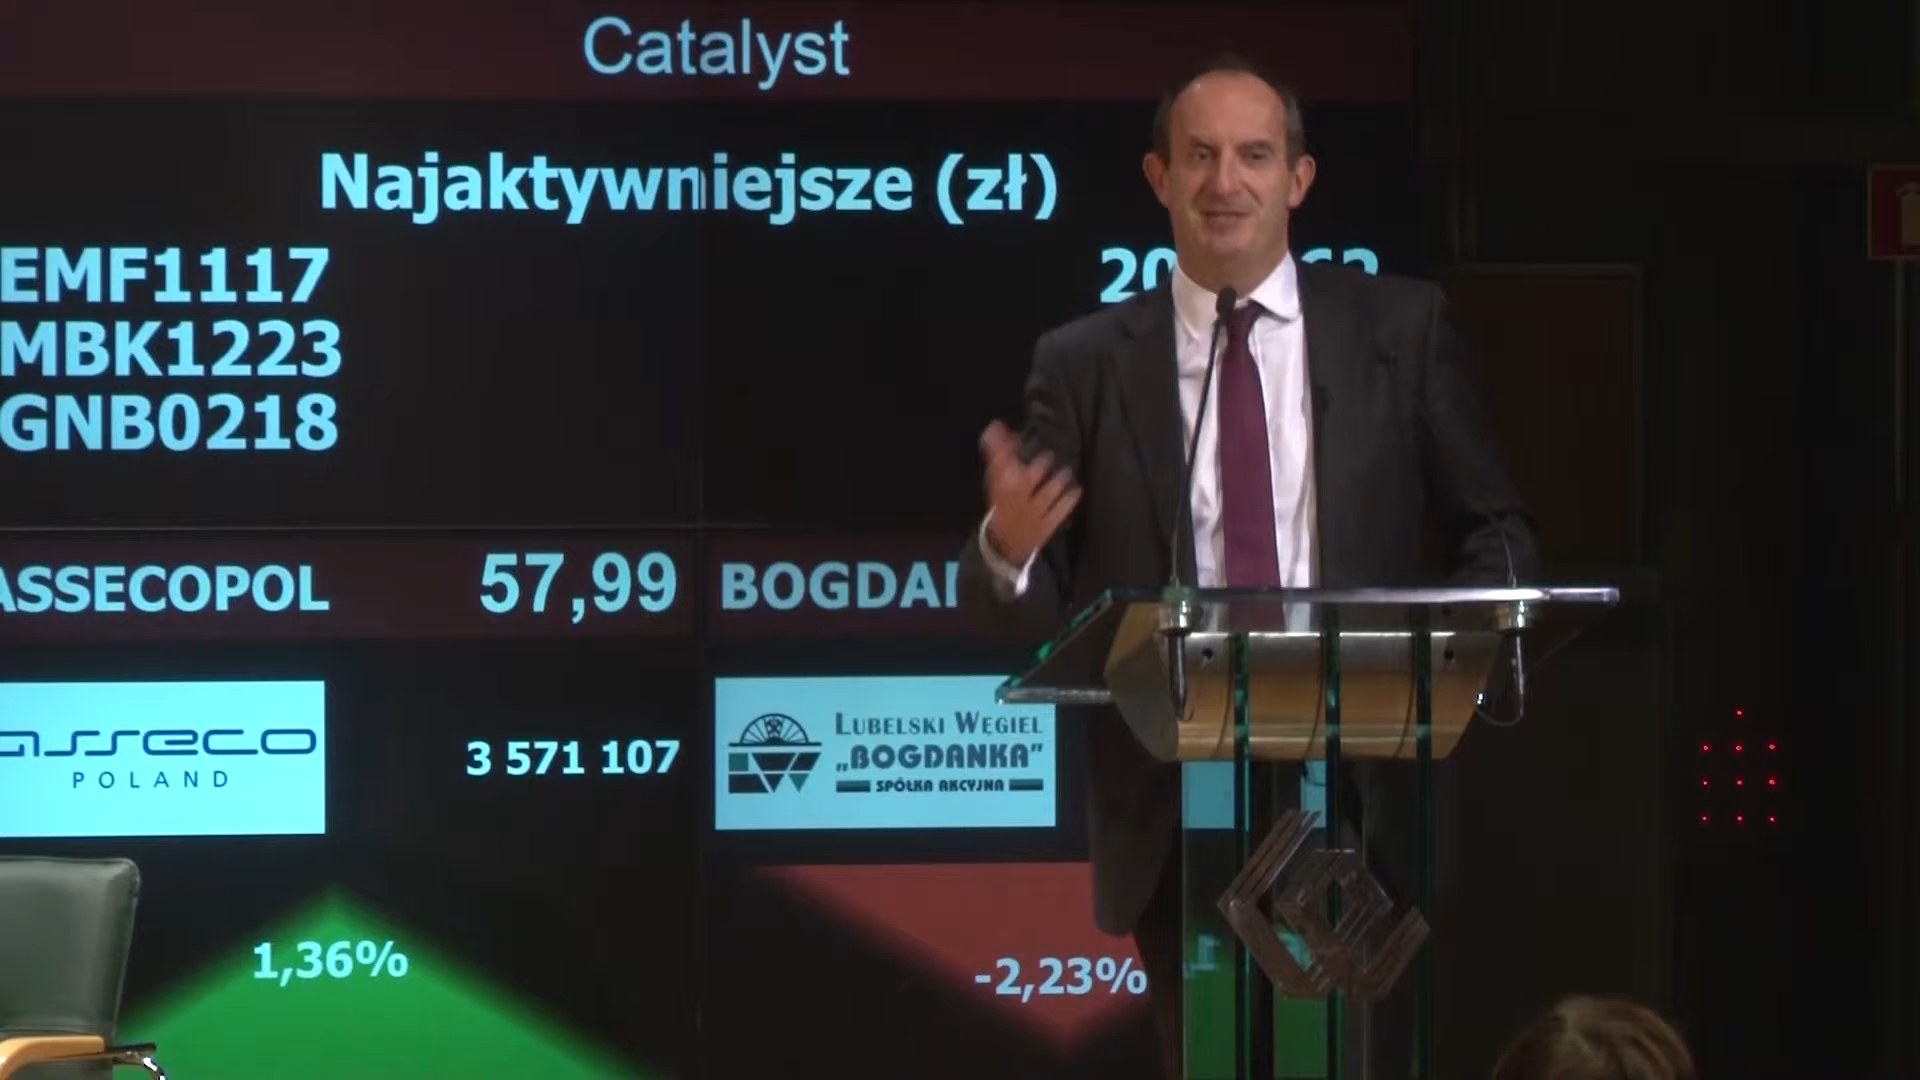 Catalyst
Najaktywniejsze (zł)
EMF1117
MBK1223
GNB0218
ASSECOPOL 57,99
BOGDA
asseco
POLAND
3 571 107
LUBELSKI WĘGIEL
„BOGDANKA”
SPÓŁKA AKCYJNA
1,36%
-2,23%